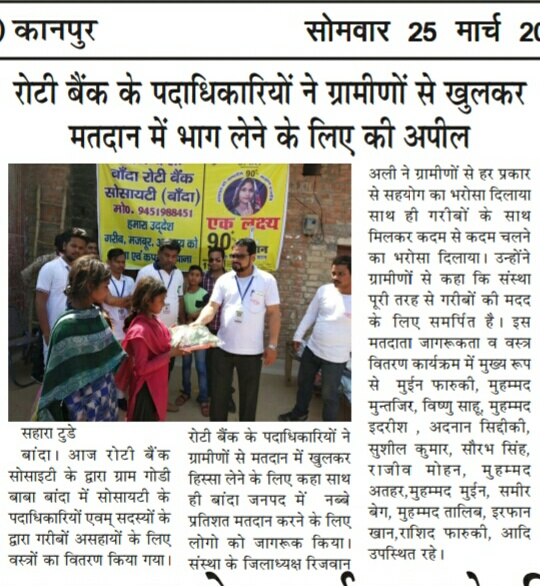 ) कानपुर
सोमवार 25 मार्च 20
रोटी बैंक के पदाधिकारियों ने ग्रामीणों से खुलकर
मतदान में भाग लेने के लिए की अपील
बाँदा रोटी बैंक
सोसायटी (बाँदा)
मो0. 9451988451
हमारा उद्देश
गरीब, मजबूर,
90
एक लक्ष्य
90%
सहारा टुडे
बांदा। आज रोटी बैंक
सोसाइटी के द्वारा ग्राम गोडी
बाबा बांदा में सोसायटी के
पदाधिकारियों एवम् सदस्यों के
द्वारा गरीबों असहायों के लिए
वस्त्रों का वितरण किया गया।
रोटी बैंक के पदाधिकारियों ने
ग्रामीणों से मतदान में खुलकर
हिस्सा लेने के लिए कहा साथ
ही बांदा जनपद में नब्बे
प्रतिशत मतदान करने के लिए
लोगो को जागरूक किया।
संस्था के जिलाध्यक्ष रिजवान
अली ने ग्रामीणों से हर प्रकार
से सहयोग का भरोसा दिलाया
साथ ही गरीबों के साथ
मिलकर कदम से कदम चलने
का भरोसा दिलाया। उन्होंने
ग्रामीणों से कहा कि संस्था
पूरी तरह से गरीबों की मदद
के लिए समर्पित है। इस
मतदाता जागरूकता व वस्त्र
वितरण कार्यक्रम में मुख्य रूप
से मुईन फारुकी, मुहम्मद
मुन्तजिर, विष्णु साहू, मुहम्मद
इदरीश , अदनान सिद्दीकी,
सुशील कुमार, सौरभ सिंह,
राजीव मोहन, मुहम्मद
अतहर,मुहम्मद मुईन, समीर
बेग, मुहम्मद तालिब, इरफान
खान,राशिद फारुकी, आदि
उपस्थित रहे।